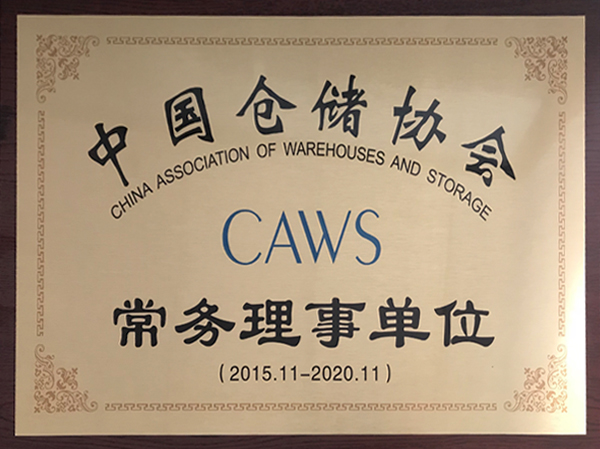 中国仓储协会
CHINA ASSOCIATION OF WAREHOUSES AND STORAGE
CAWS
常务理事单位
(2015.11-2020.11)